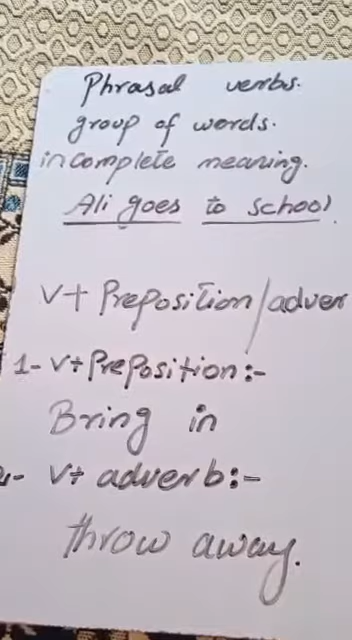 Phrasal verbs.
group of words.
incomplete meaning.
Ali goes to school.
V+ Preposition/adver
1- V+ Preposition:-
Bring in
2- V+ adverb:-
throw away.